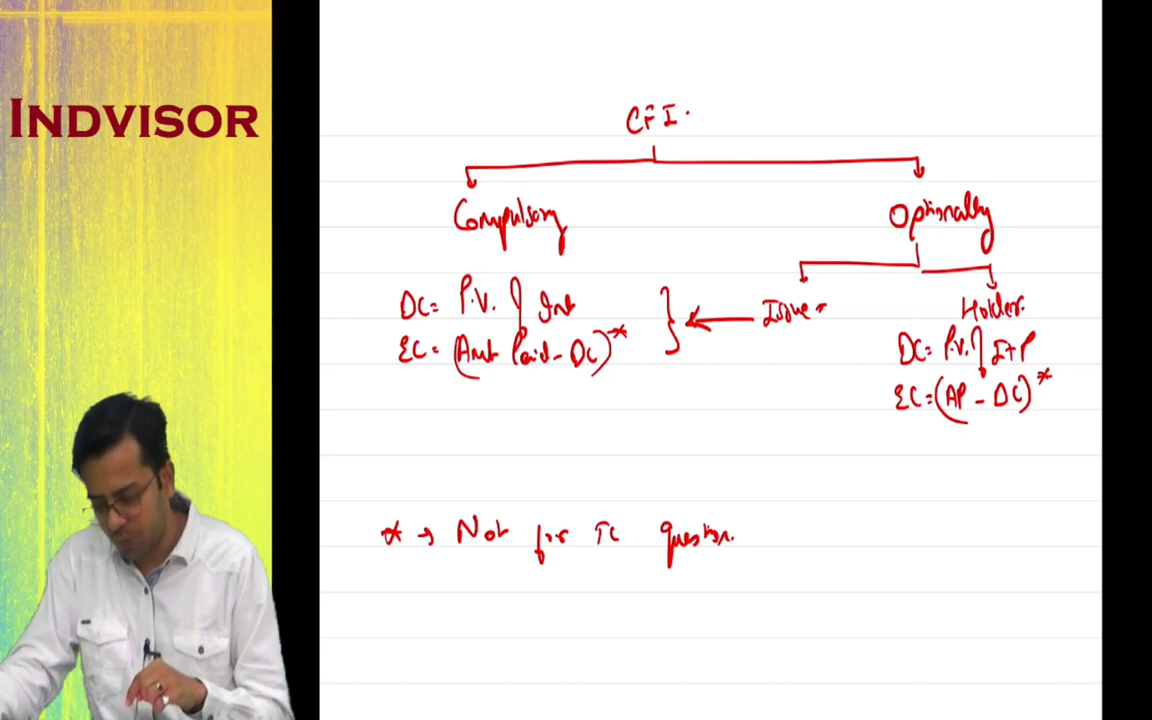 INDVISOR
CFI.
Compulsory
Optionally
DC = P.V. of Int
EC = (Amt Paid - DC)*
Issuer
Holder.
DC = P.V. of I+P
EC = (AP - DC)*
* → Not for TC question.